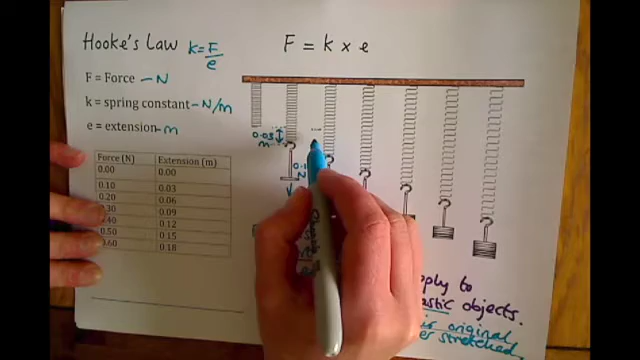 Hooke's Law k=F/e
F = k x e
F = Force - N
k = spring constant - N/m
e = extension - m
0.03
m
Force (N) Extension (m)
0.00 0.00
0.10 0.03
0.20 0.06
0.30 0.09
0.40 0.12
0.50 0.15
0.60 0.18
to
objects.
original
stretched